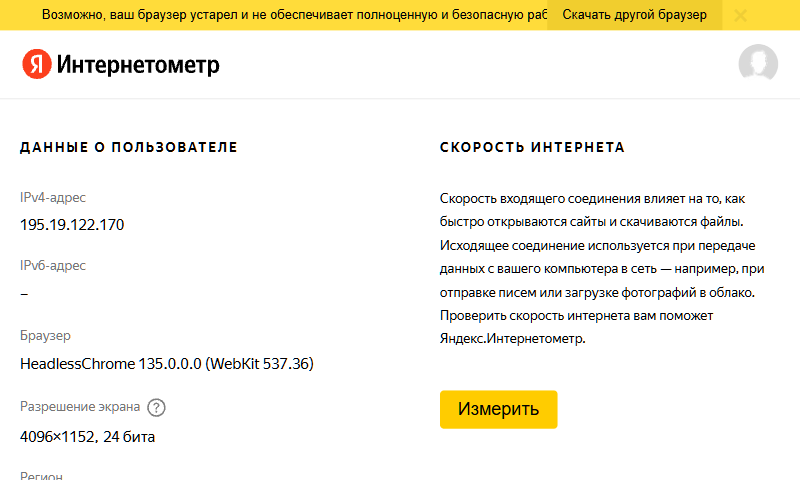 Возможно, ваш браузер устарел и не обеспечивает полноценную и безопасную раб
Скачать другой браузер
Я Интернетометр
ДАННЫЕ О ПОЛЬЗОВАТЕЛЕ
IPv4-адрес
195.19.122.170
IPv6-адрес
–
Браузер
HeadlessChrome 135.0.0.0 (WebKit 537.36)
Разрешение экрана ?
4096×1152, 24 бита
Регион
СКОРОСТЬ ИНТЕРНЕТА
Скорость входящего соединения влияет на то, как
быстро открываются сайты и скачиваются файлы.
Исходящее соединение используется при передаче
данных с вашего компьютера в сеть — например, при
отправке писем или загрузке фотографий в облако.
Проверить скорость интернета вам поможет
Яндекс.Интернетометр.
Измерить